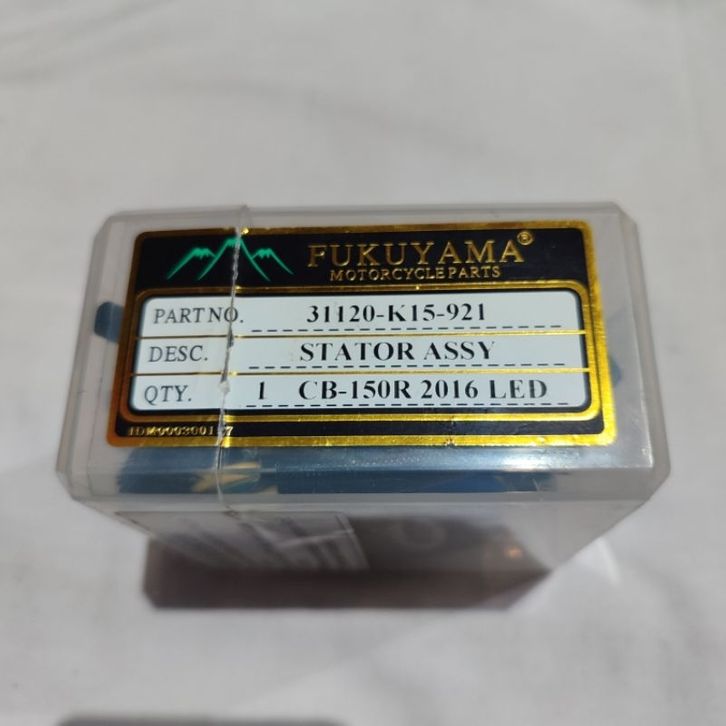 FUKUYAMA®
MOTORCYCLE PARTS
PART NO. 31120-K15-921
DESC. STATOR ASSY
QTY. 1 CB-150R 2016 LED